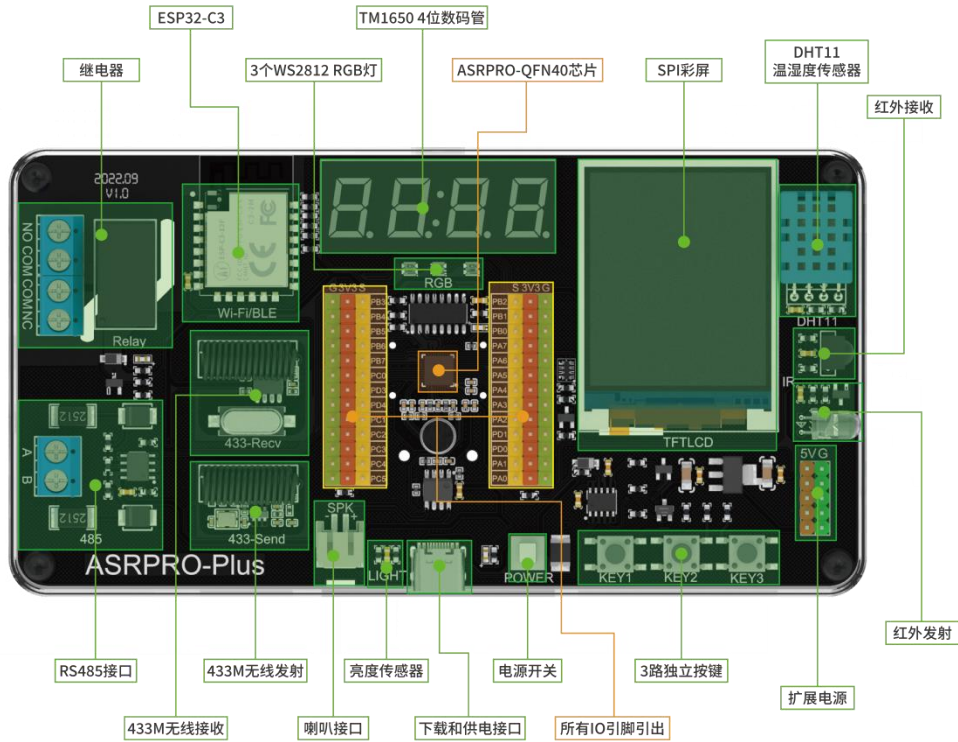 ESP32-C3
TM1650 4位数码管
继电器
3个WS2812 RGB灯
ASRPRO-QFN40芯片
SPI彩屏
DHT11
温湿度传感器
红外接收
2022.09
V1.0
NO COM COM NC
Relay
Wi-Fi/BLE
RGB
G 3V3 S
PB3
PB4
PB5
PB6
PB7
PC0
PD3
PD4
PC1
PC2
PC3
PC4
PC5
S 3V3 G
PB2
PB1
PB0
PA7
PA6
PA5
PA4
PA3
PA2
PD1
PD0
PA1
PA0
TFTLCD
DHT11
IR
5V G
2512
A
B
2512
485
433-Recv
433-Send
ASRPRO-Plus
SPK
- +
LIGHT
POWER
KEY1
KEY2
KEY3
红外发射
RS485接口
433M无线发射
亮度传感器
电源开关
3路独立按键
扩展电源
433M无线接收
喇叭接口
下载和供电接口
所有IO引脚引出